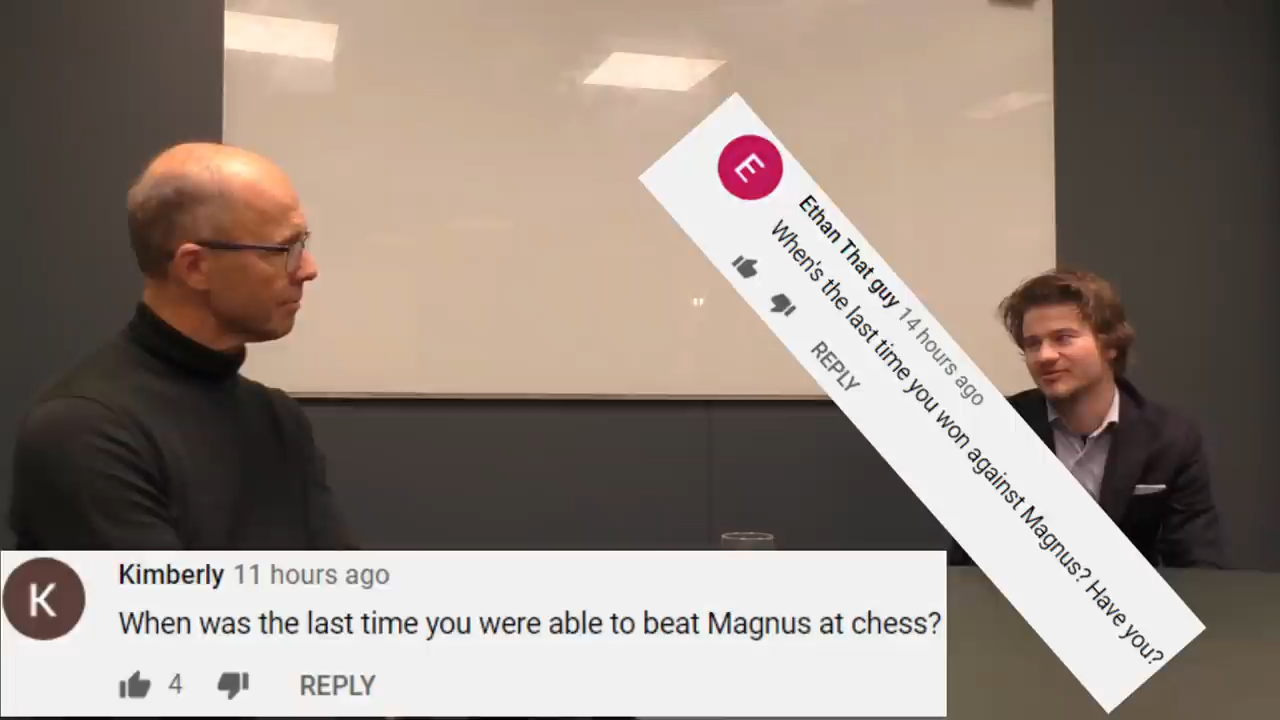 E
Ethan That guy 14 hours ago
When's the last time you won against Magnus? Have you?
REPLY
K
Kimberly 11 hours ago
When was the last time you were able to beat Magnus at chess?
4
REPLY